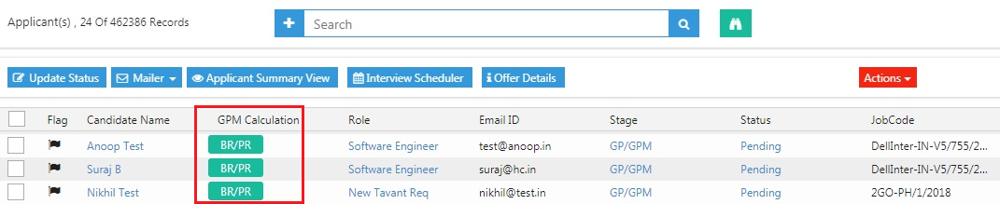 Applicant(s) , 24 Of 462386 Records
Search
Update Status Mailer Applicant Summary View Interview Scheduler Offer Details Actions
Flag Candidate Name GPM Calculation Role Email ID Stage Status JobCode
Anoop Test BR/PR Software Engineer test@anoop.in GP/GPM Pending DellInter-IN-V5/755/2...
Suraj B BR/PR Software Engineer suraj@hc.in GP/GPM Pending DellInter-IN-V5/755/2...
Nikhil Test BR/PR New Tavant Req nikhil@test.in GP/GPM Pending 2GO-PH/1/2018